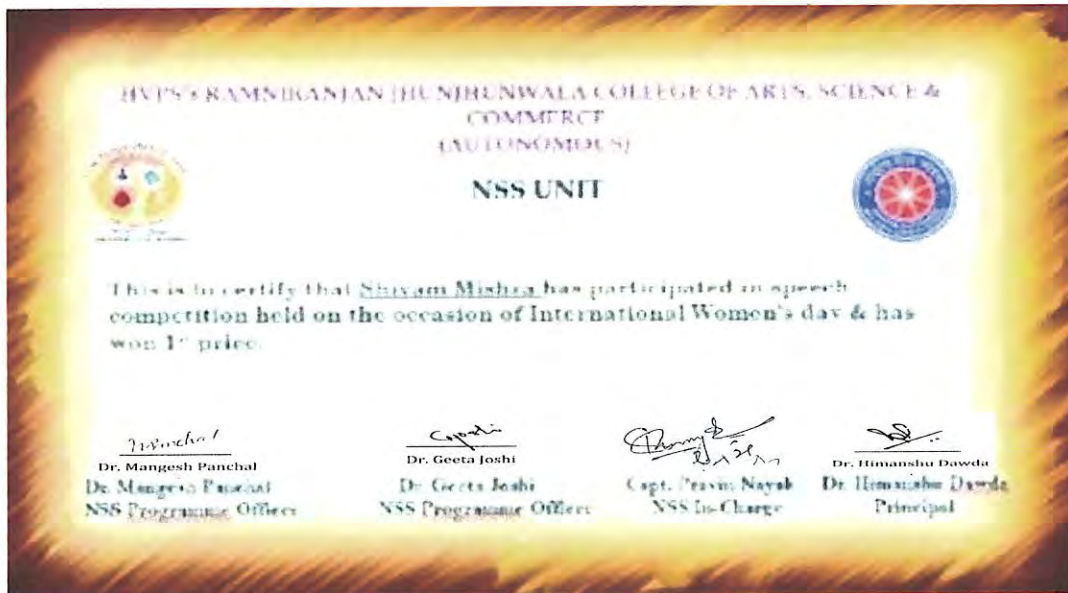 HVPS's RAMNIRANJAN JHUNJHUNWALA COLLEGE OF ARTS, SCIENCE &
COMMERCE
(AUTONOMOUS)
NSS UNIT
This is to certify that Shivam Mishra has participated in speech
competition held on the occasion of International Women's day & has
won 1st price.
Dr. Mangesh Panchal
Dr. Geeta Joshi
Dr. Himanshu Dawda
Dr. Mangesh Panchal
Dr. Geeta Joshi
Capt. Pravin Nayak
Dr. Himanshu Dawda
NSS Programme Officer
NSS Programme Officer
NSS In-Charge
Principal